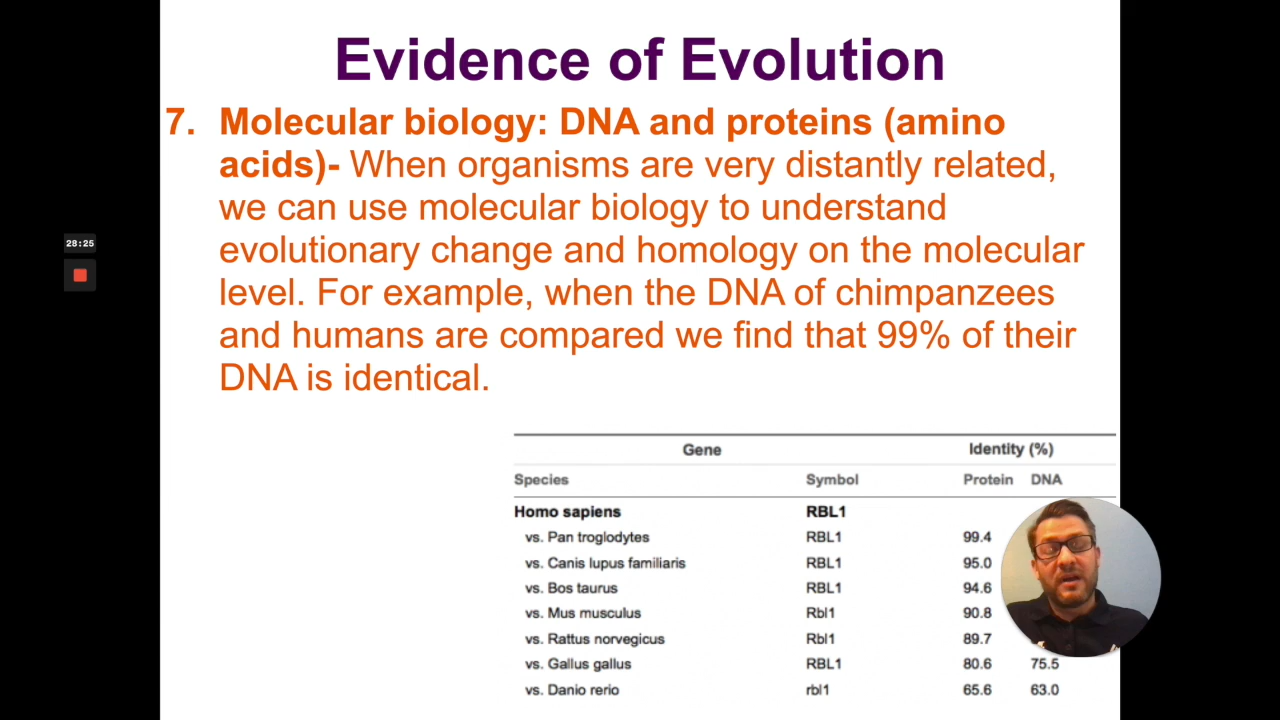 Evidence of Evolution
7. Molecular biology: DNA and proteins (amino
acids)- When organisms are very distantly related,
we can use molecular biology to understand
evolutionary change and homology on the molecular
level. For example, when the DNA of chimpanzees
and humans are compared we find that 99% of their
DNA is identical.
28:25
Gene Identity (%)
Species Symbol Protein DNA
Homo sapiens RBL1
vs. Pan troglodytes RBL1 99.4
vs. Canis lupus familiaris RBL1 95.0
vs. Bos taurus RBL1 94.6
vs. Mus musculus Rbl1 90.8
vs. Rattus norvegicus Rbl1 89.7
vs. Gallus gallus RBL1 80.6 75.5
vs. Danio rerio rbl1 65.6 63.0